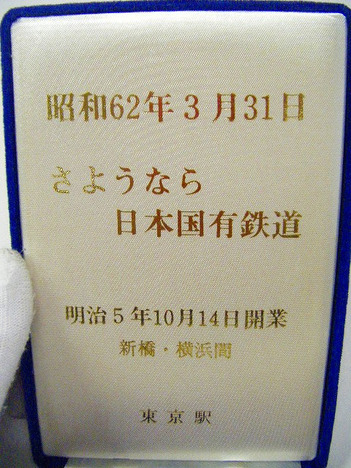 昭和62年3月31日
さようなら
日本国有鉄道
明治5年10月14日開業
新橋・横浜間
東京駅